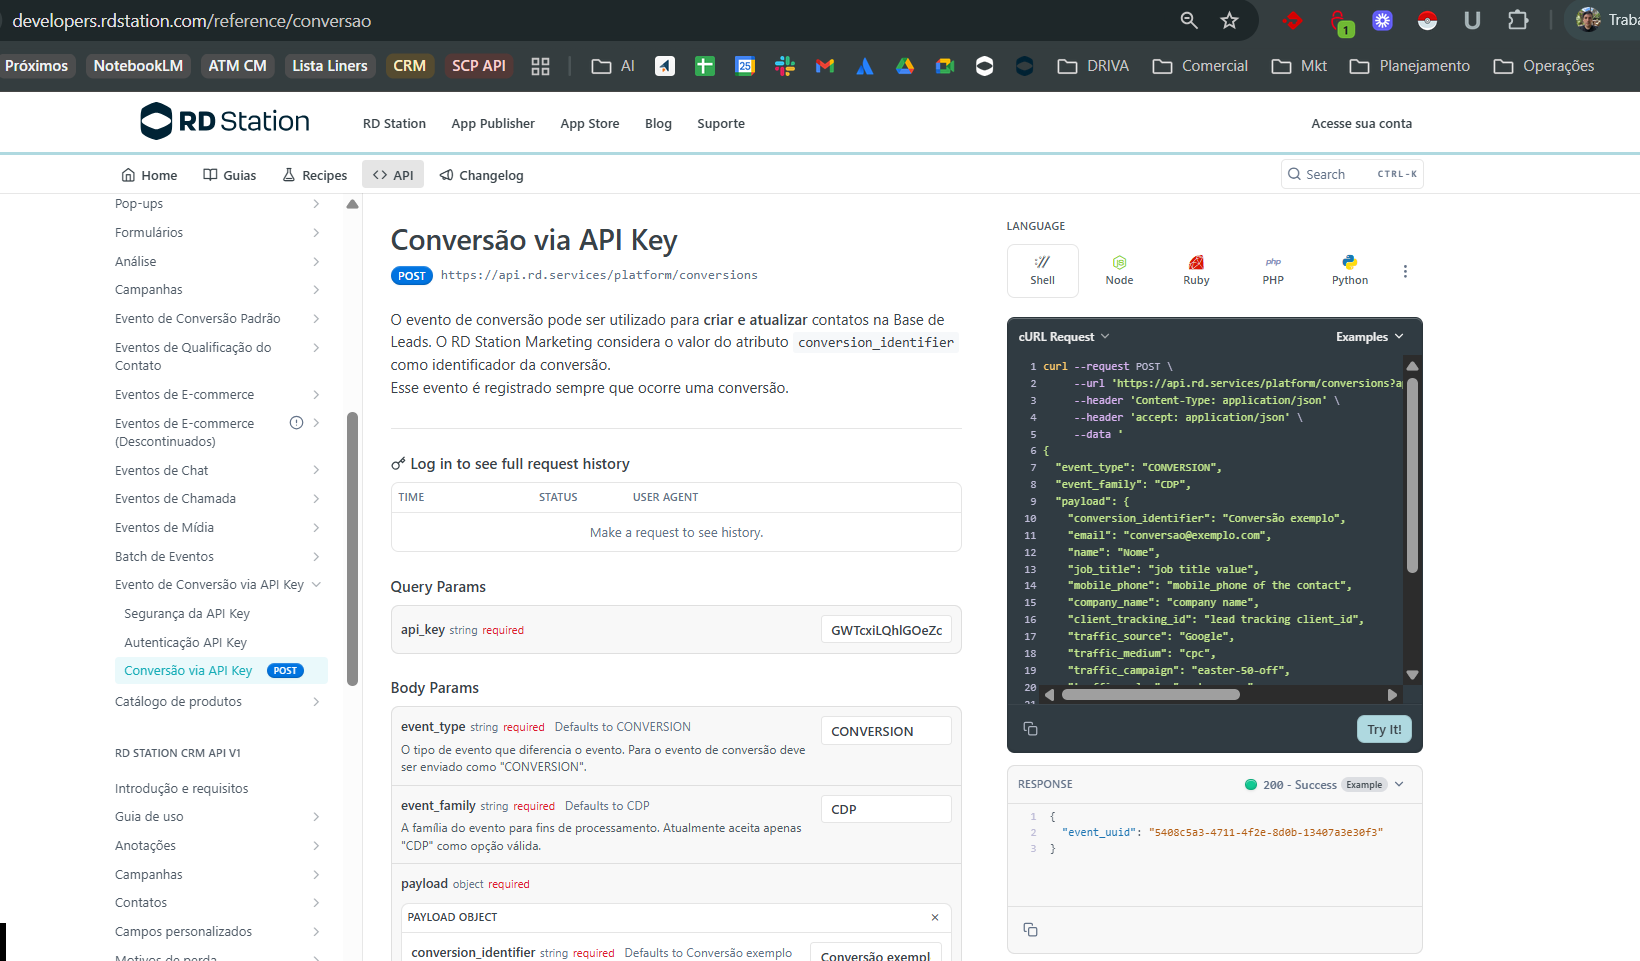 developers.rdstation.com/reference/conversao
1
Próximos
NotebookLM
ATM CM
Lista Liners
CRM
SCP API
AI
25
DRIVA
Comercial
Mkt
Planejamento
Operações
RD Station
RD Station
App Publisher
App Store
Blog
Suporte
Acesse sua conta
Home
Guias
Recipes
API
Changelog
Search
CTRL-K
Pop-ups
Formulários
Análise
Campanhas
Evento de Conversão Padrão
Eventos de Qualificação do
Contato
Eventos de E-commerce
Eventos de E-commerce
(Descontinuados)
Eventos de Chat
Eventos de Chamada
Eventos de Mídia
Batch de Eventos
Evento de Conversão via API Key
Segurança da API Key
Autenticação API Key
Conversão via API Key POST
Catálogo de produtos
RD STATION CRM API V1
Introdução e requisitos
Guia de uso
Anotações
Campanhas
Contatos
Campos personalizados
Motivos de perda
Conversão via API Key
POST https://api.rd.services/platform/conversions
O evento de conversão pode ser utilizado para criar e atualizar contatos na Base de
Leads. O RD Station Marketing considera o valor do atributo conversion_identifier
como identificador da conversão.
Esse evento é registrado sempre que ocorre uma conversão.
Log in to see full request history
TIME STATUS USER AGENT
Make a request to see history.
Query Params
api_key string required GWTcxiLQhlGOeZc
Body Params
event_type string required Defaults to CONVERSION
CONVERSION
O tipo de evento que diferencia o evento. Para o evento de conversão deve
ser enviado como "CONVERSION".
event_family string required Defaults to CDP
CDP
A família do evento para fins de processamento. Atualmente aceita apenas
"CDP" como opção válida.
payload object required
PAYLOAD OBJECT
conversion_identifier string required Defaults to Conversão exemplo
Conversão exempl
LANGUAGE
Shell
Node
Ruby
php
PHP
Python
cURL Request
Examples
1 curl --request POST \
2 --url 'https://api.rd.services/platform/conversions?a
3 --header 'Content-Type: application/json' \
4 --header 'accept: application/json' \
5 --data '
6 {
7 "event_type": "CONVERSION",
8 "event_family": "CDP",
9 "payload": {
10 "conversion_identifier": "Conversão exemplo",
11 "email": "conversao@exemplo.com",
12 "name": "Nome",
13 "job_title": "job title value",
14 "mobile_phone": "mobile_phone of the contact",
15 "company_name": "company name",
16 "client_tracking_id": "lead tracking client_id",
17 "traffic_source": "Google",
18 "traffic_medium": "cpc",
19 "traffic_campaign": "easter-50-off",
20
21
Try It!
RESPONSE
200 - Success
Example
1 {
2 "event_uuid": "5408c5a3-4711-4f2e-8d0b-13407a3e30f3"
3 }